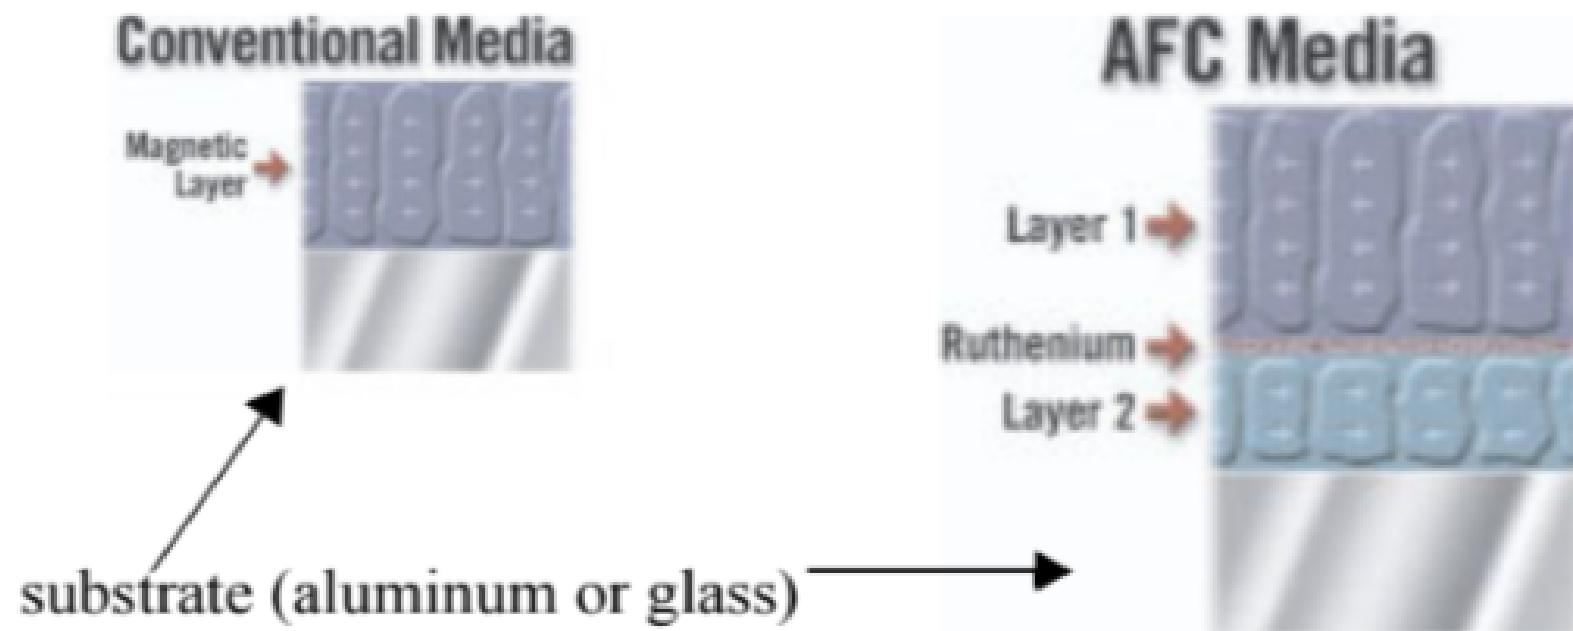 Conventional Media
Magnetic
Layer
AFC Media
Layer 1
Ruthenium
Layer 2
substrate (aluminum or glass)